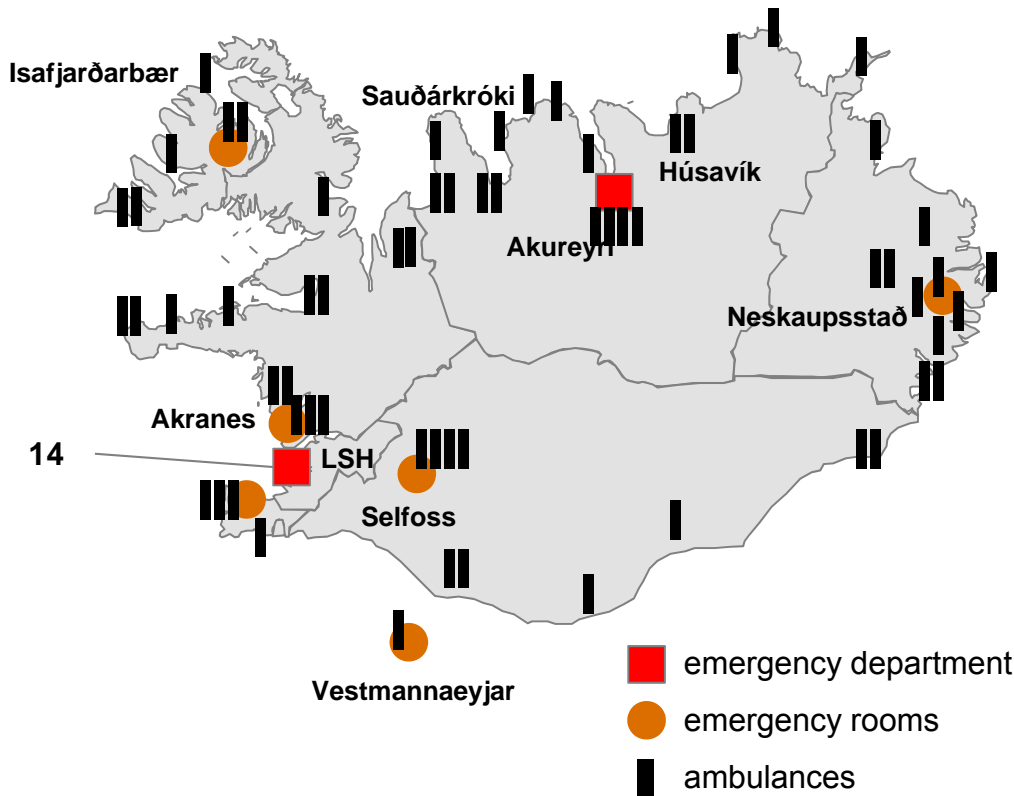 Isafjarðarbær
Sauðárkróki
Húsavík
Akureyri
Neskaupsstað
Akranes
14
LSH
Selfoss
Vestmannaeyjar
emergency department
emergency rooms
ambulances